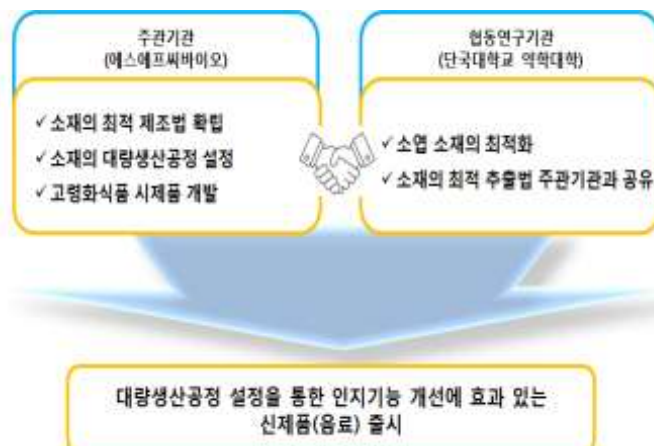 주관기관
(에스에프씨바이오)
✓ 소재의 최적 제조법 확립
✓ 소재의 대량생산공정 설정
✓ 고령화식품 시제품 개발
협동연구기관
(단국대학교 역학대학)
✓ 소엽 소재의 최적화
✓ 소재의 최적 추출법 주관기관과 공유
대량생산공정 설정을 통한 인지기능 개선에 효과 있는
신제품(음료) 출시